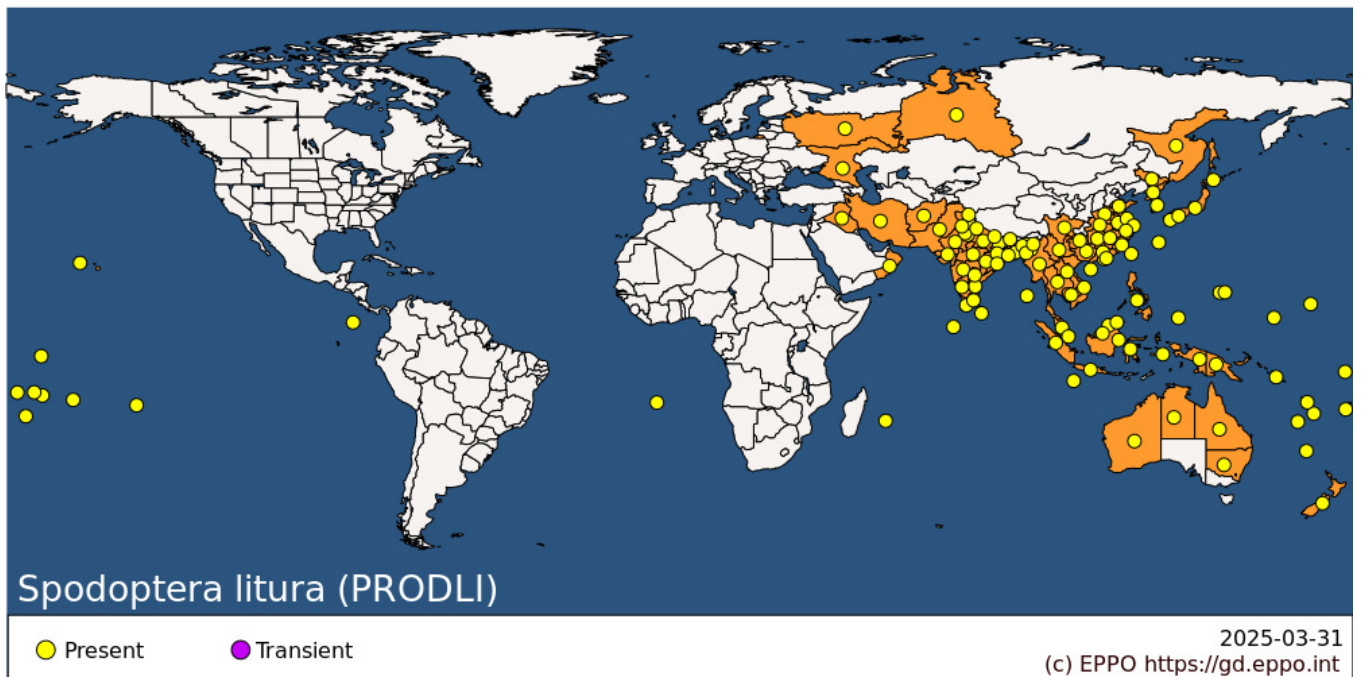 Spodoptera litura (PRODLI)
Present
Transient
2025-03-31
(c) EPPO https://gd.eppo.int